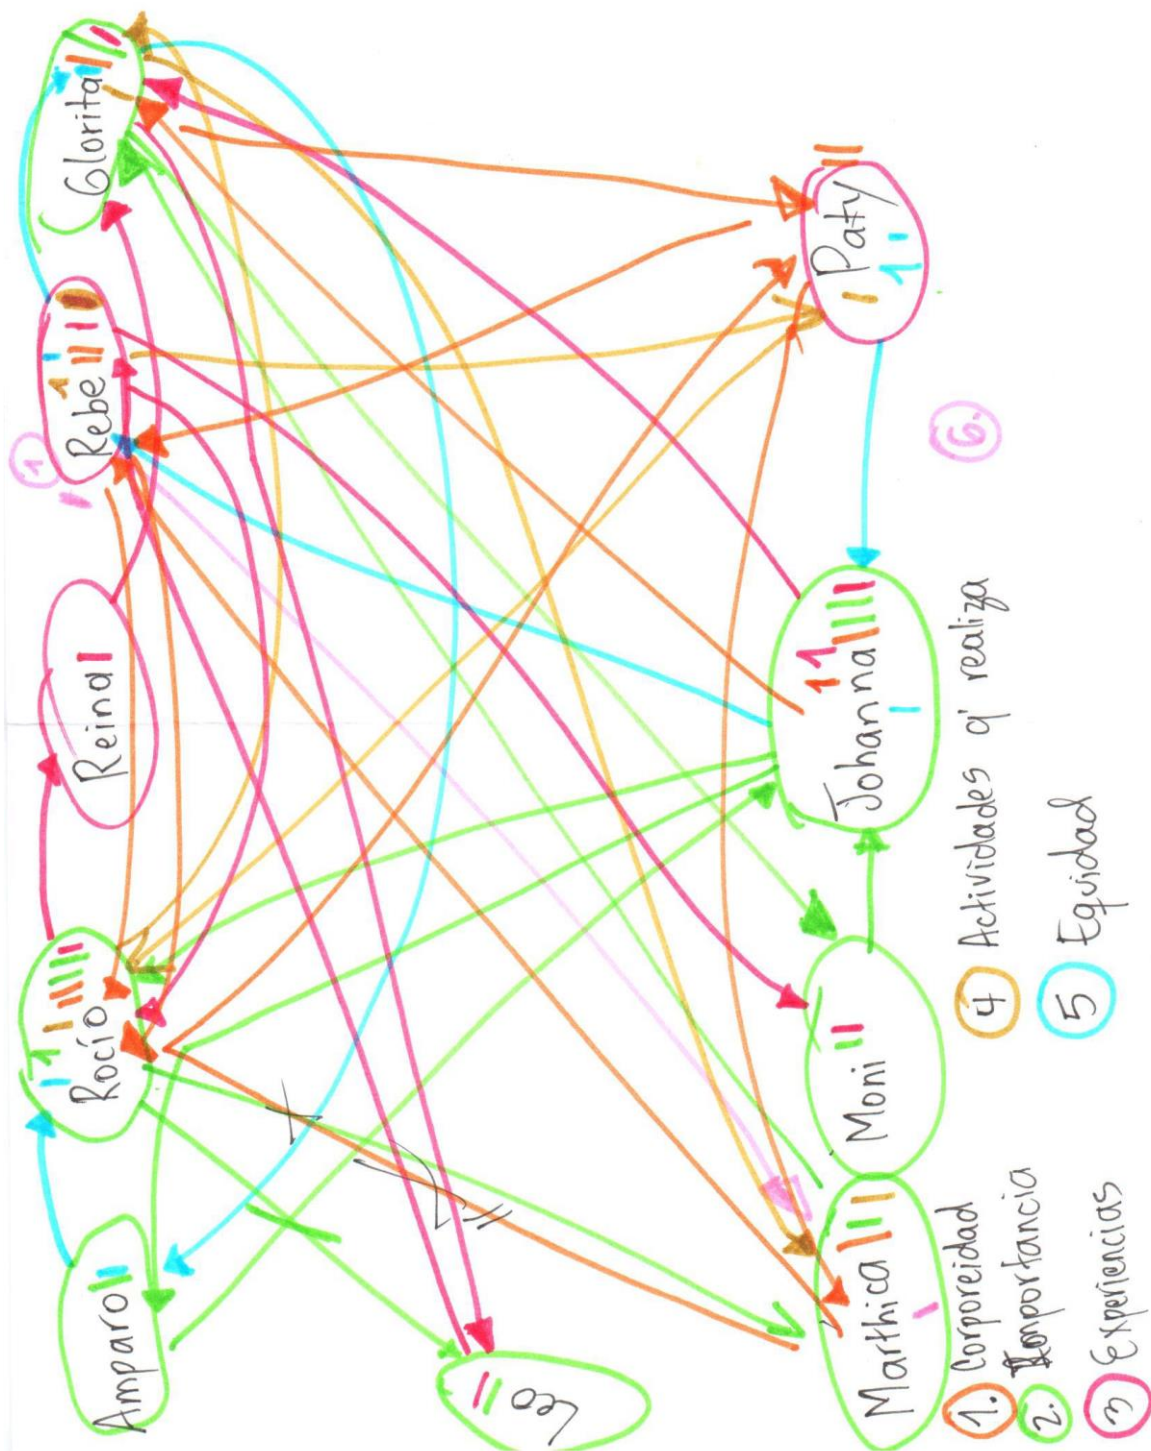 Amparo
Rocío
Reina
Rebe
1
Glorita
Leo
Marthica
Moni
Johanna
Paty
1. Corporeidad
2. Importancia
3 Experiencias
4 Actividades q' realiza
5 Equidad
6.